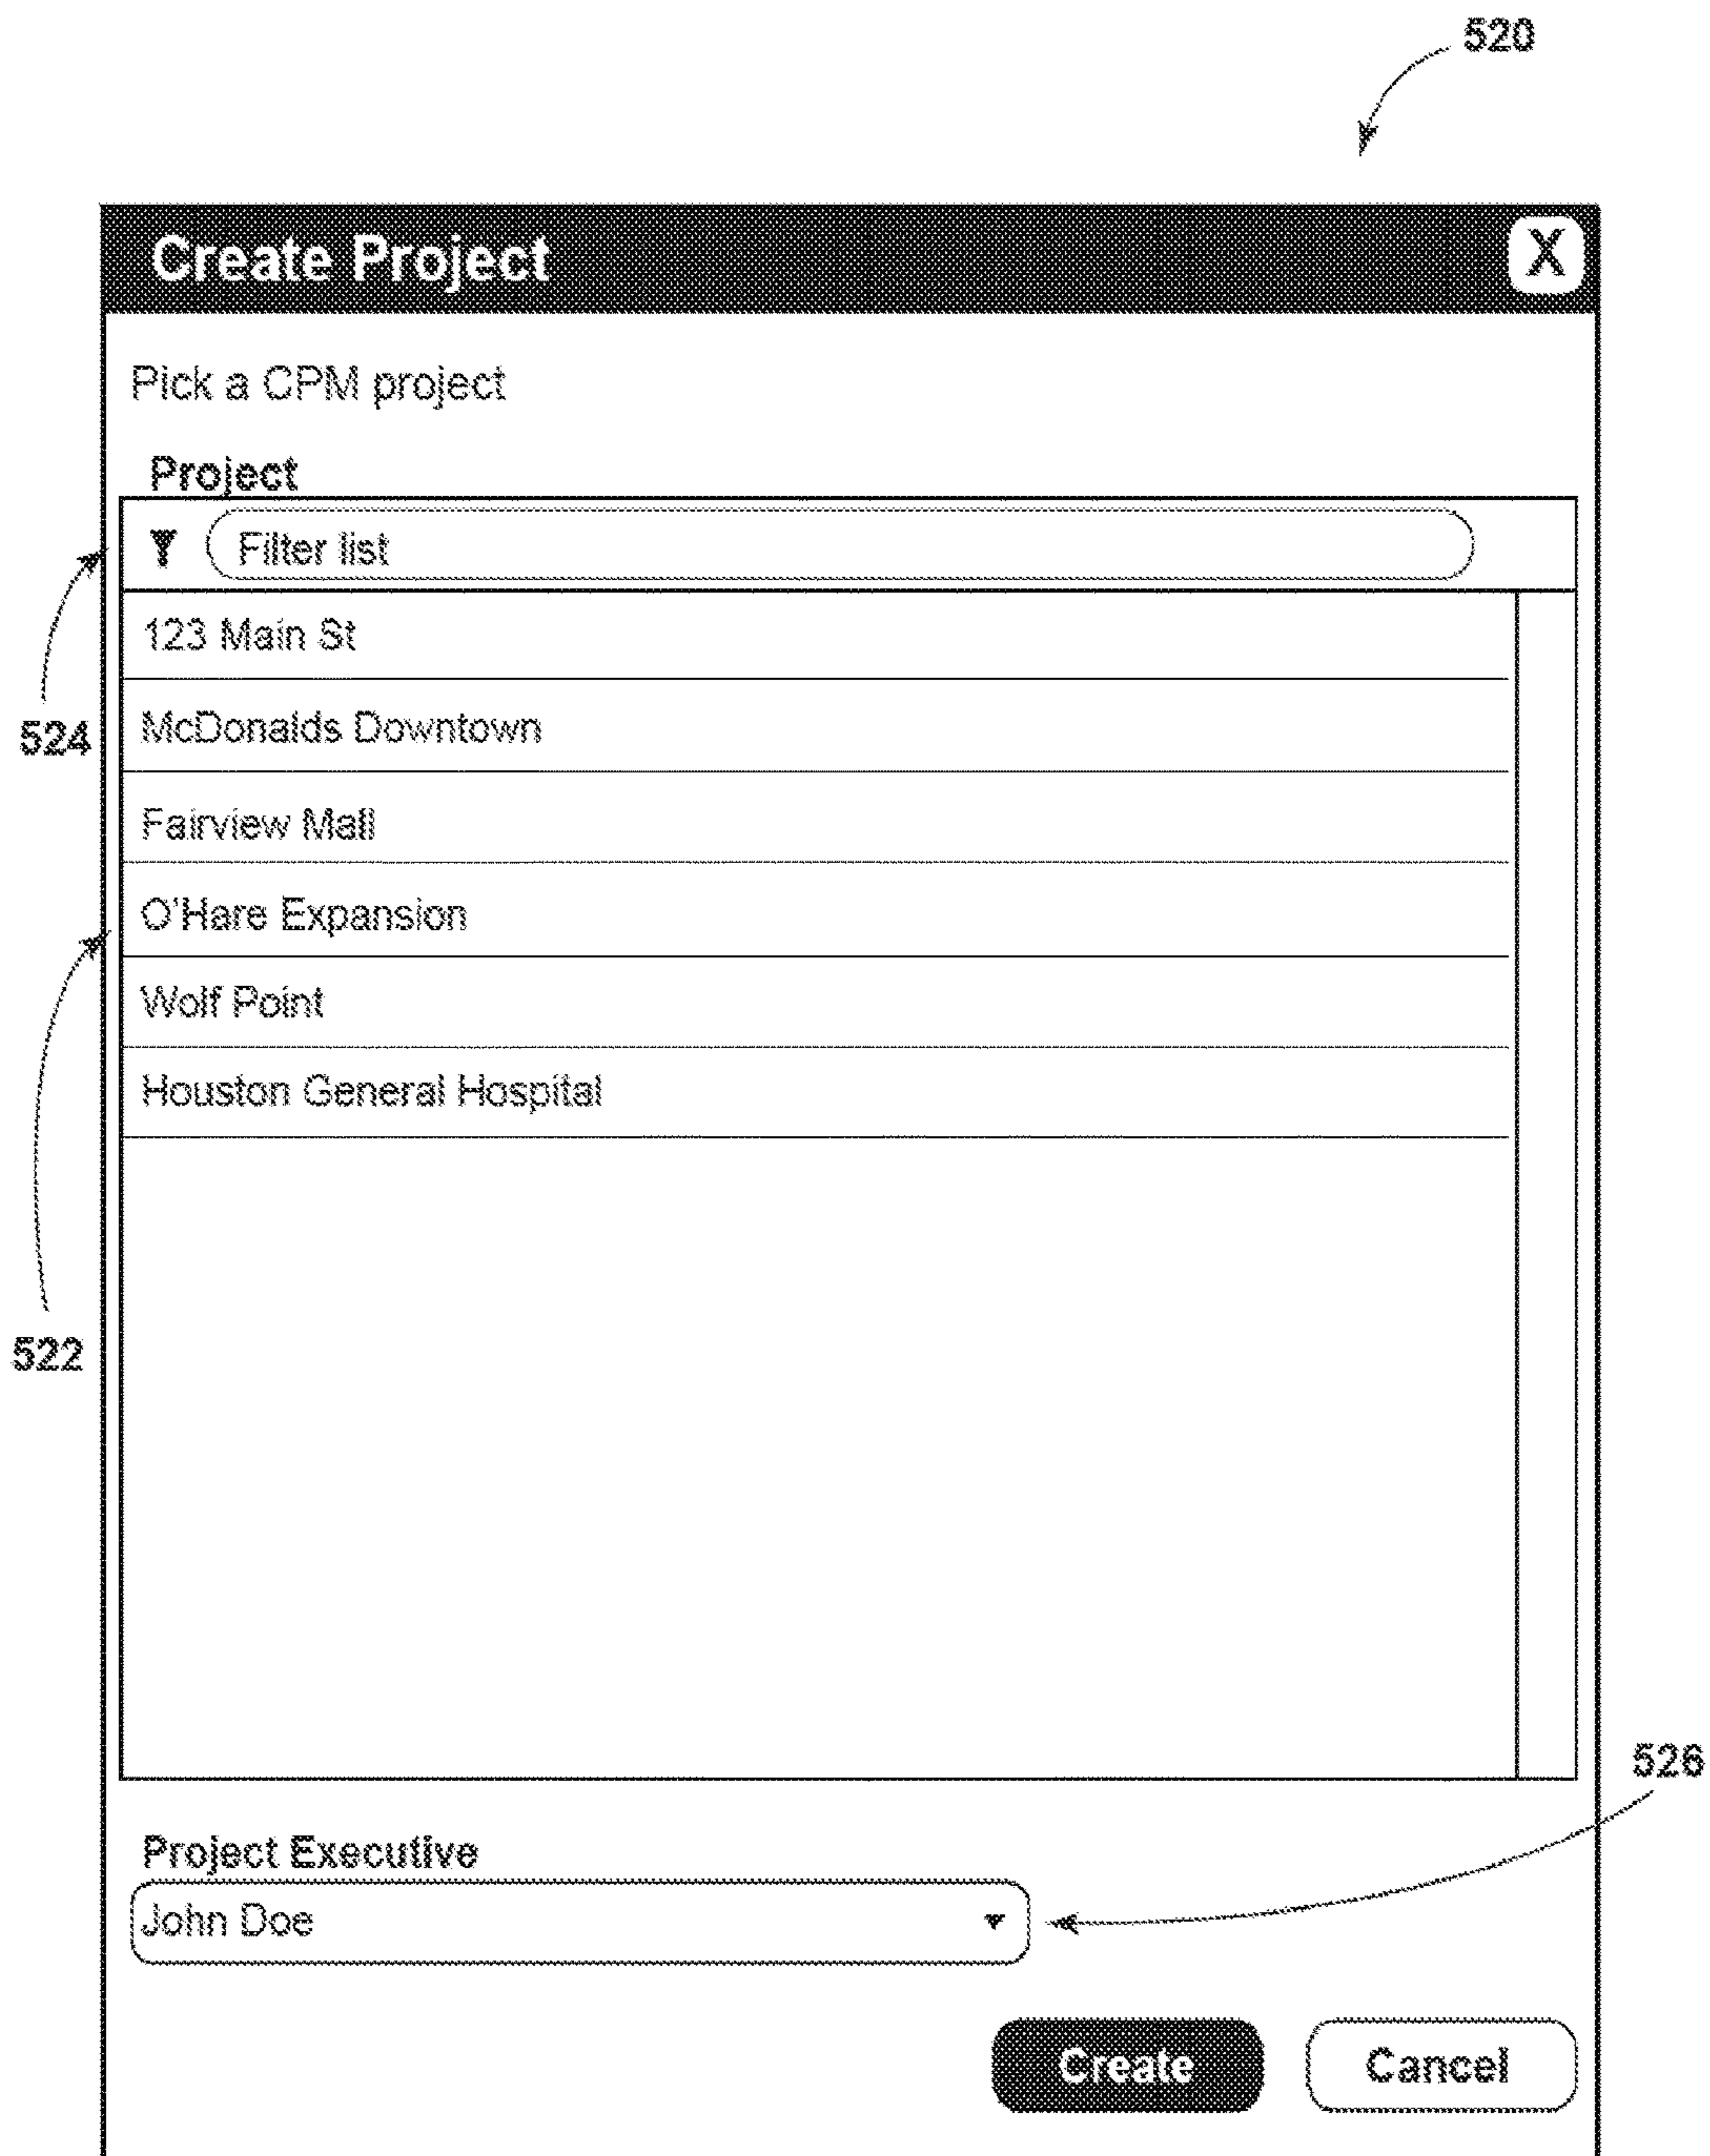 520
Create Project X
Pick a CPM project
Project
Filter list
123 Main St
524
McDonalds Downtown
Fairview Mall
O'Hare Expansion
Wolf Point
Houston General Hospital
522
526
Project Executive
John Doe
Create Cancel